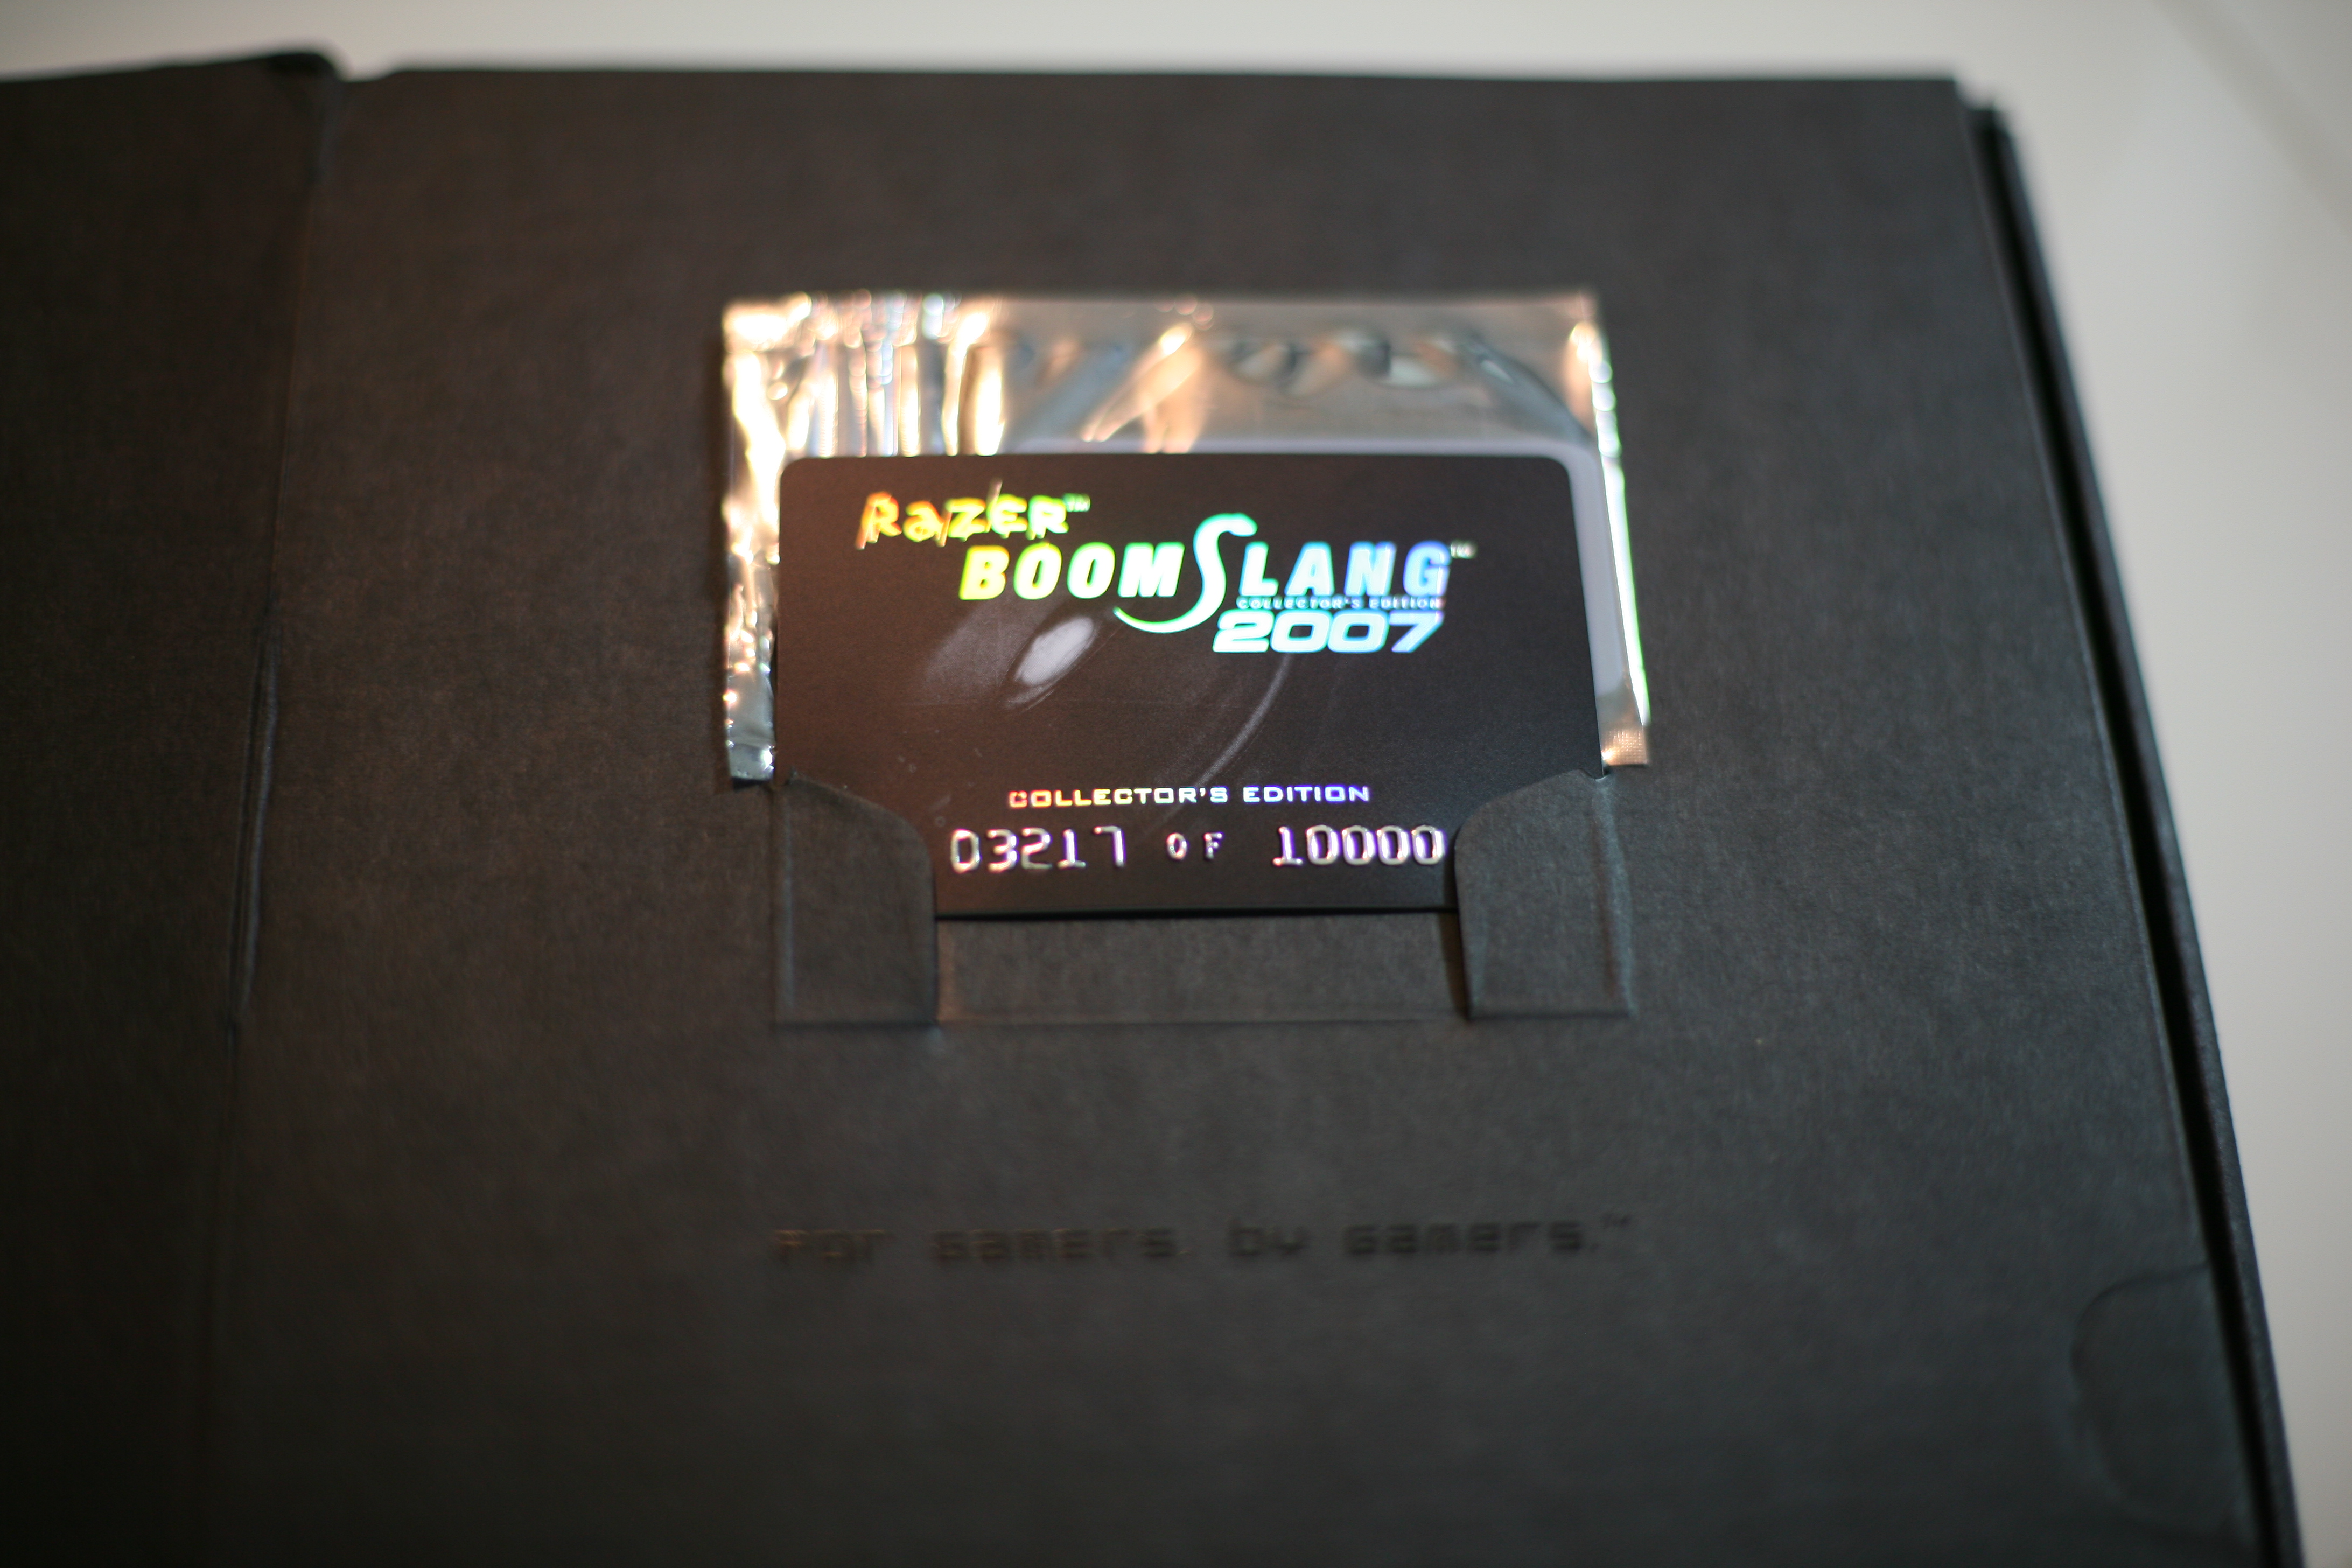 RaZER™
BOOMSLANG™
COLLECTOR'S EDITION
2007
COLLECTOR'S EDITION
03217 OF 10000
For gamers. by gamers.™